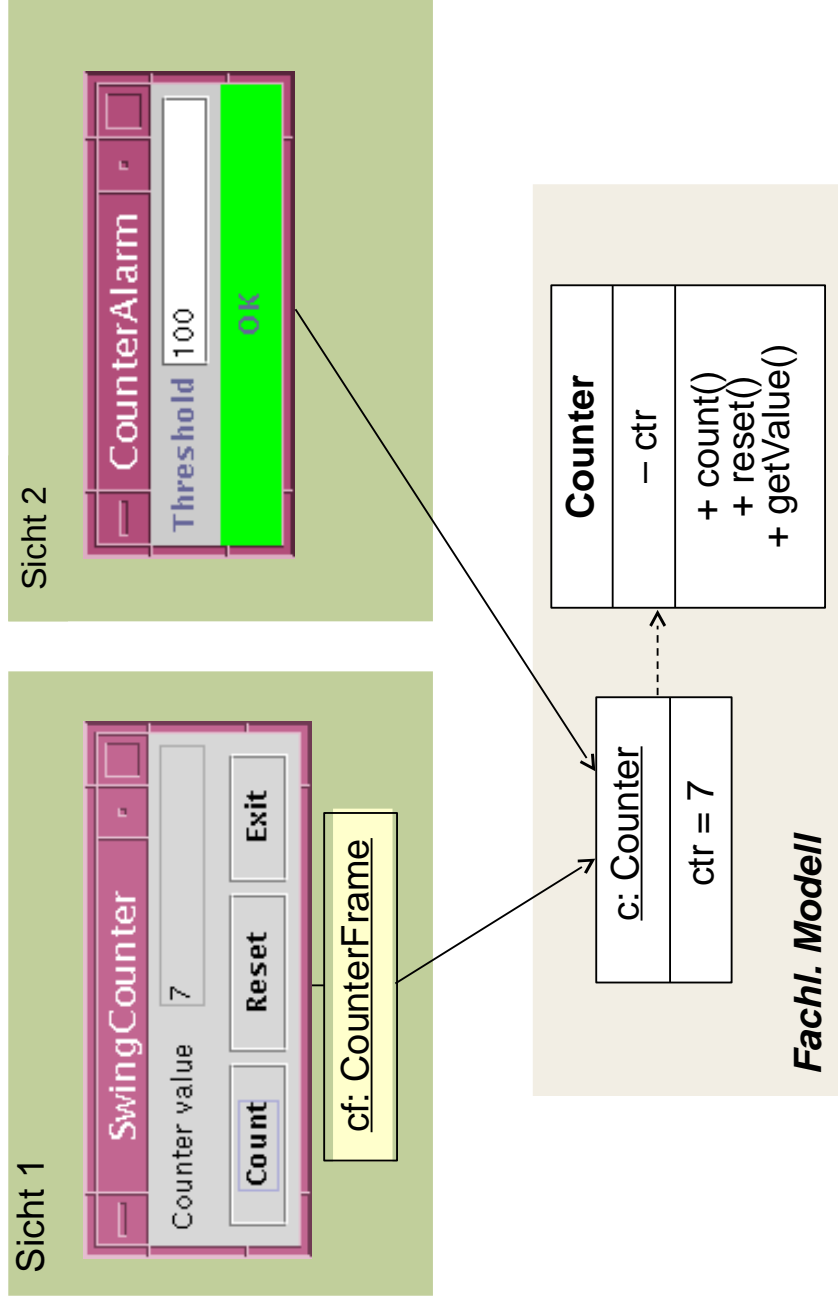 Sicht 1
SwingCounter
Counter value 7
Count Reset Exit
cf: CounterFrame
Sicht 2
CounterAlarm
Threshold 100
OK
c: Counter
ctr = 7
Counter
– ctr
+ count()
+ reset()
+ getValue()
Fachl. Modell